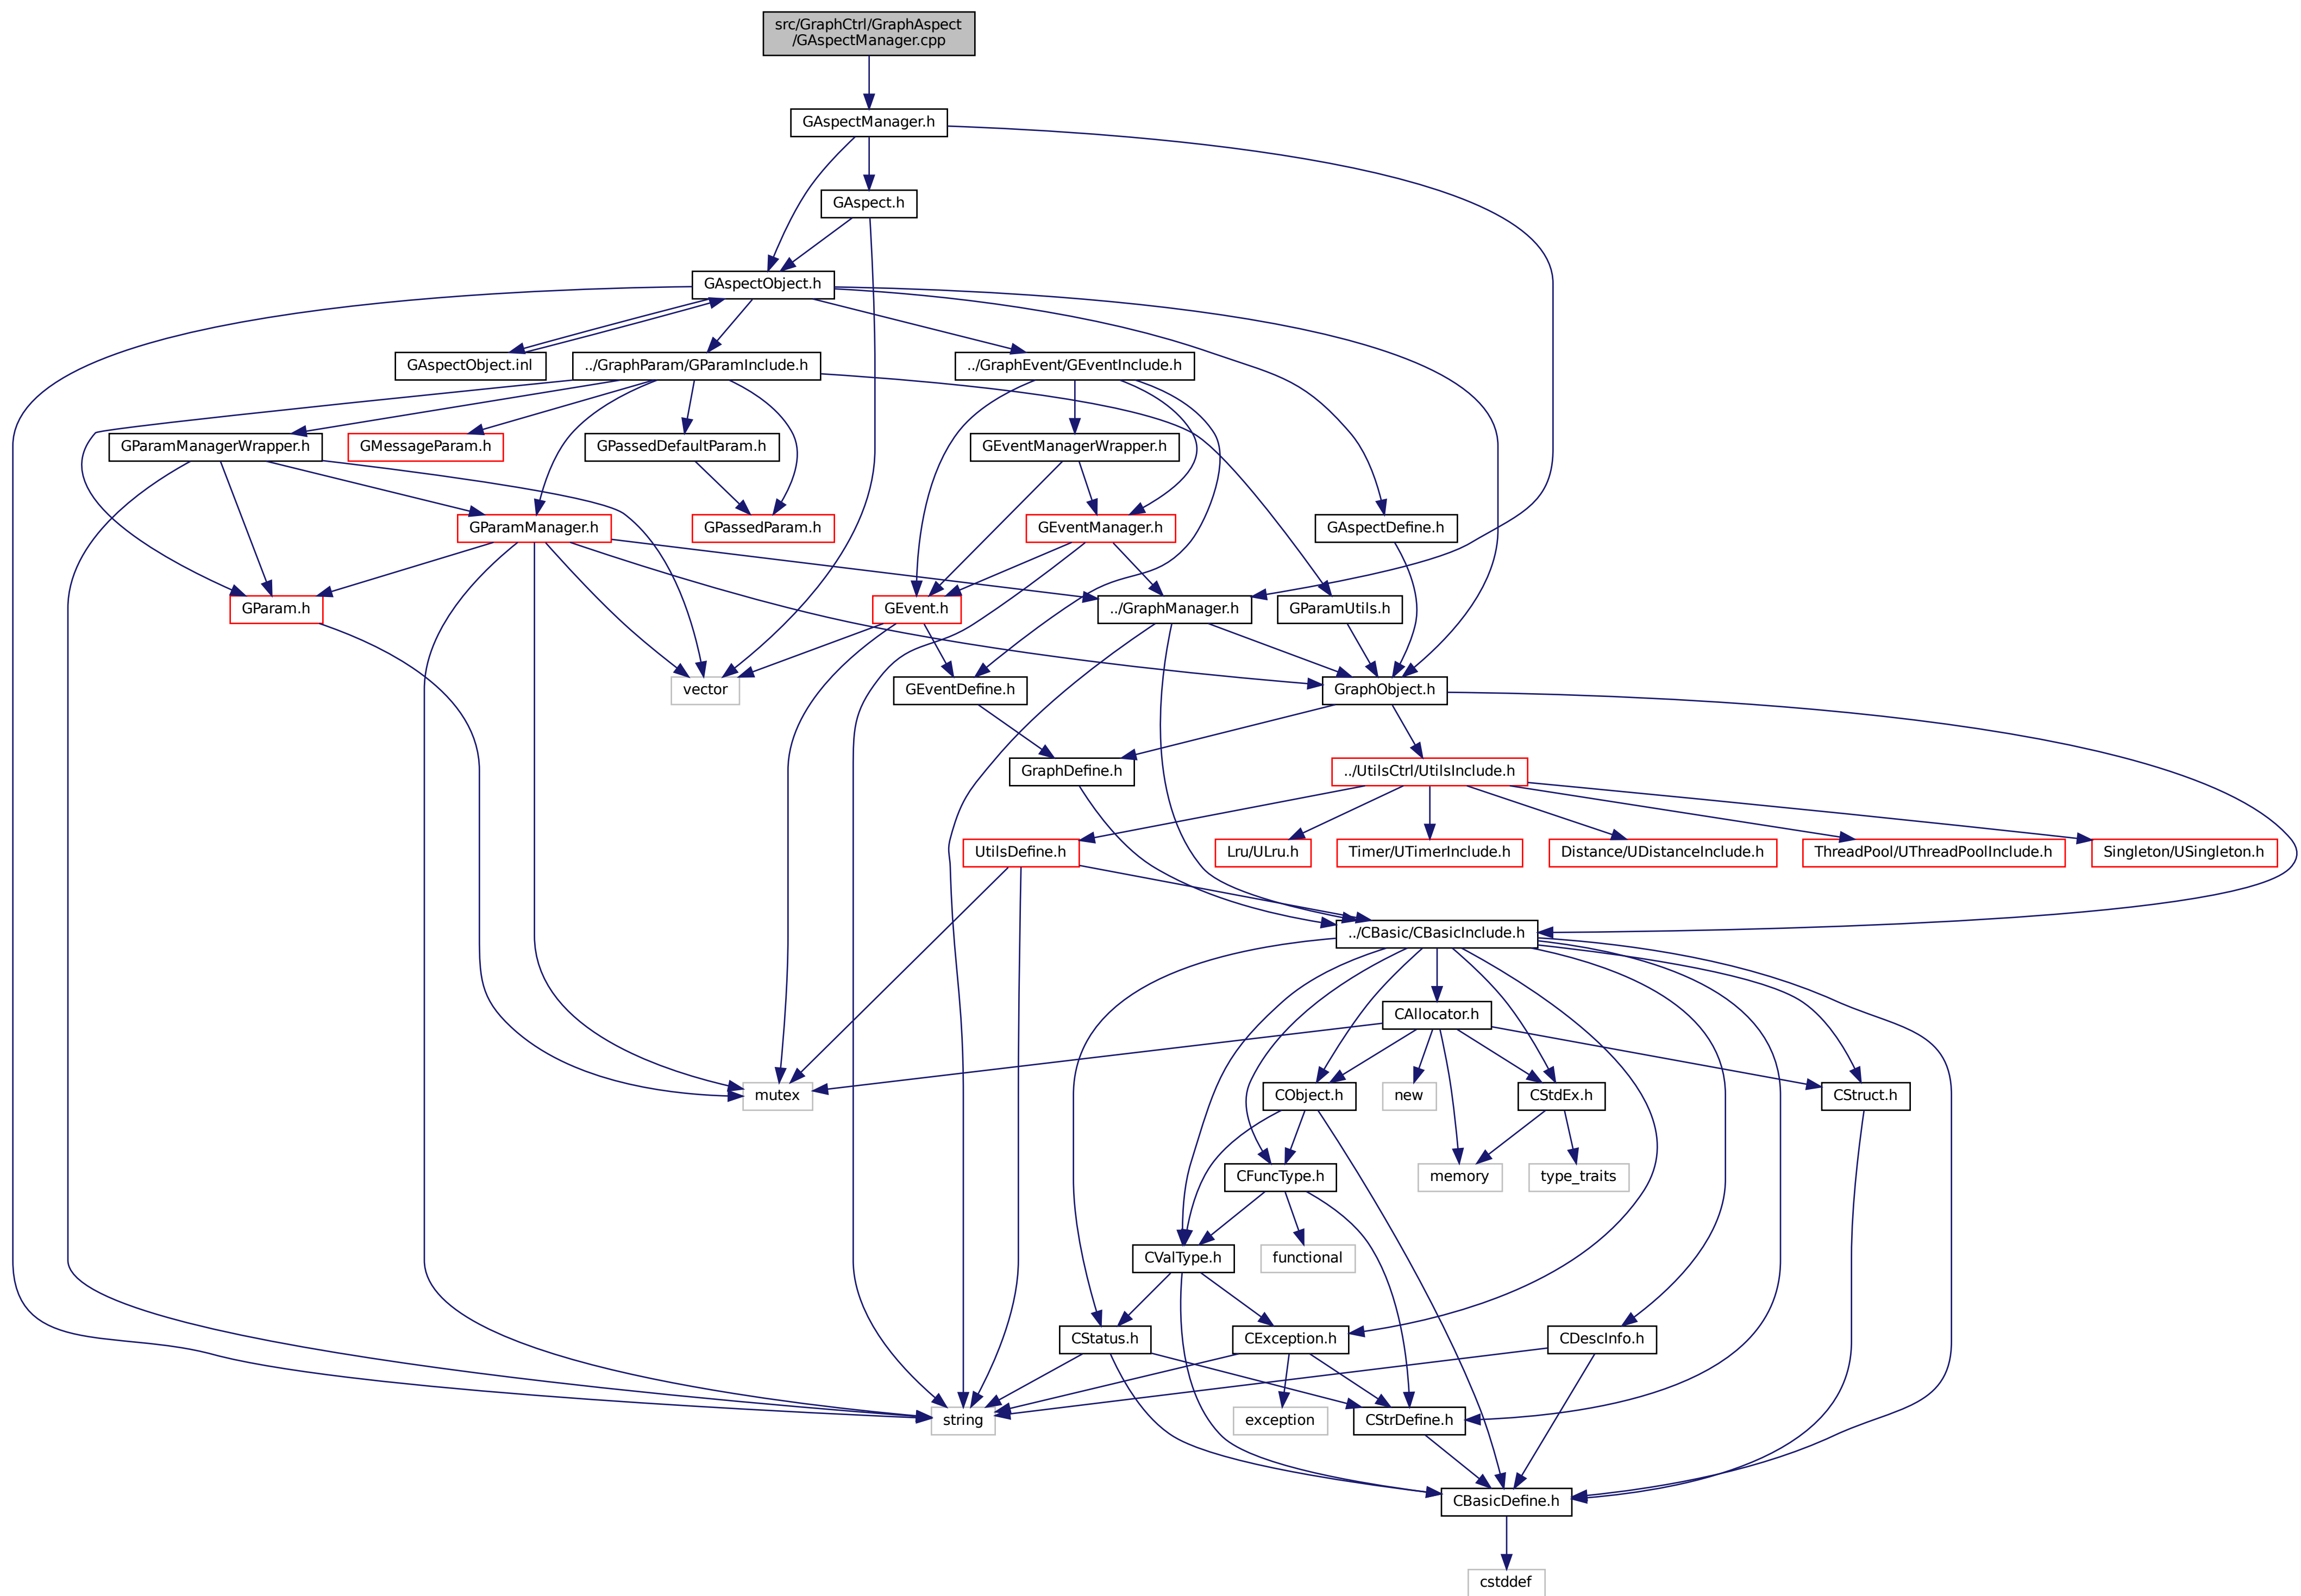 src/GraphCtrl/GraphAspect
/GAspectManager.cpp
GAspectManager.h
GAspect.h
GAspectObject.h
GAspectObject.inl
../GraphParam/GParamInclude.h
../GraphEvent/GEventInclude.h
GParamManagerWrapper.h
GMessageParam.h
GPassedDefaultParam.h
GEventManagerWrapper.h
GParamManager.h
GPassedParam.h
GEventManager.h
GAspectDefine.h
GParam.h
GEvent.h
../GraphManager.h
GParamUtils.h
vector
GEventDefine.h
GraphObject.h
GraphDefine.h
../UtilsCtrl/UtilsInclude.h
UtilsDefine.h
Lru/ULru.h
Timer/UTimerInclude.h
Distance/UDistanceInclude.h
ThreadPool/UThreadPoolInclude.h
Singleton/USingleton.h
../CBasic/CBasicInclude.h
CAllocator.h
mutex
CObject.h
new
CStdEx.h
CStruct.h
CFuncType.h
memory
type_traits
CValType.h
functional
CStatus.h
CException.h
CDescInfo.h
string
exception
CStrDefine.h
CBasicDefine.h
cstddef